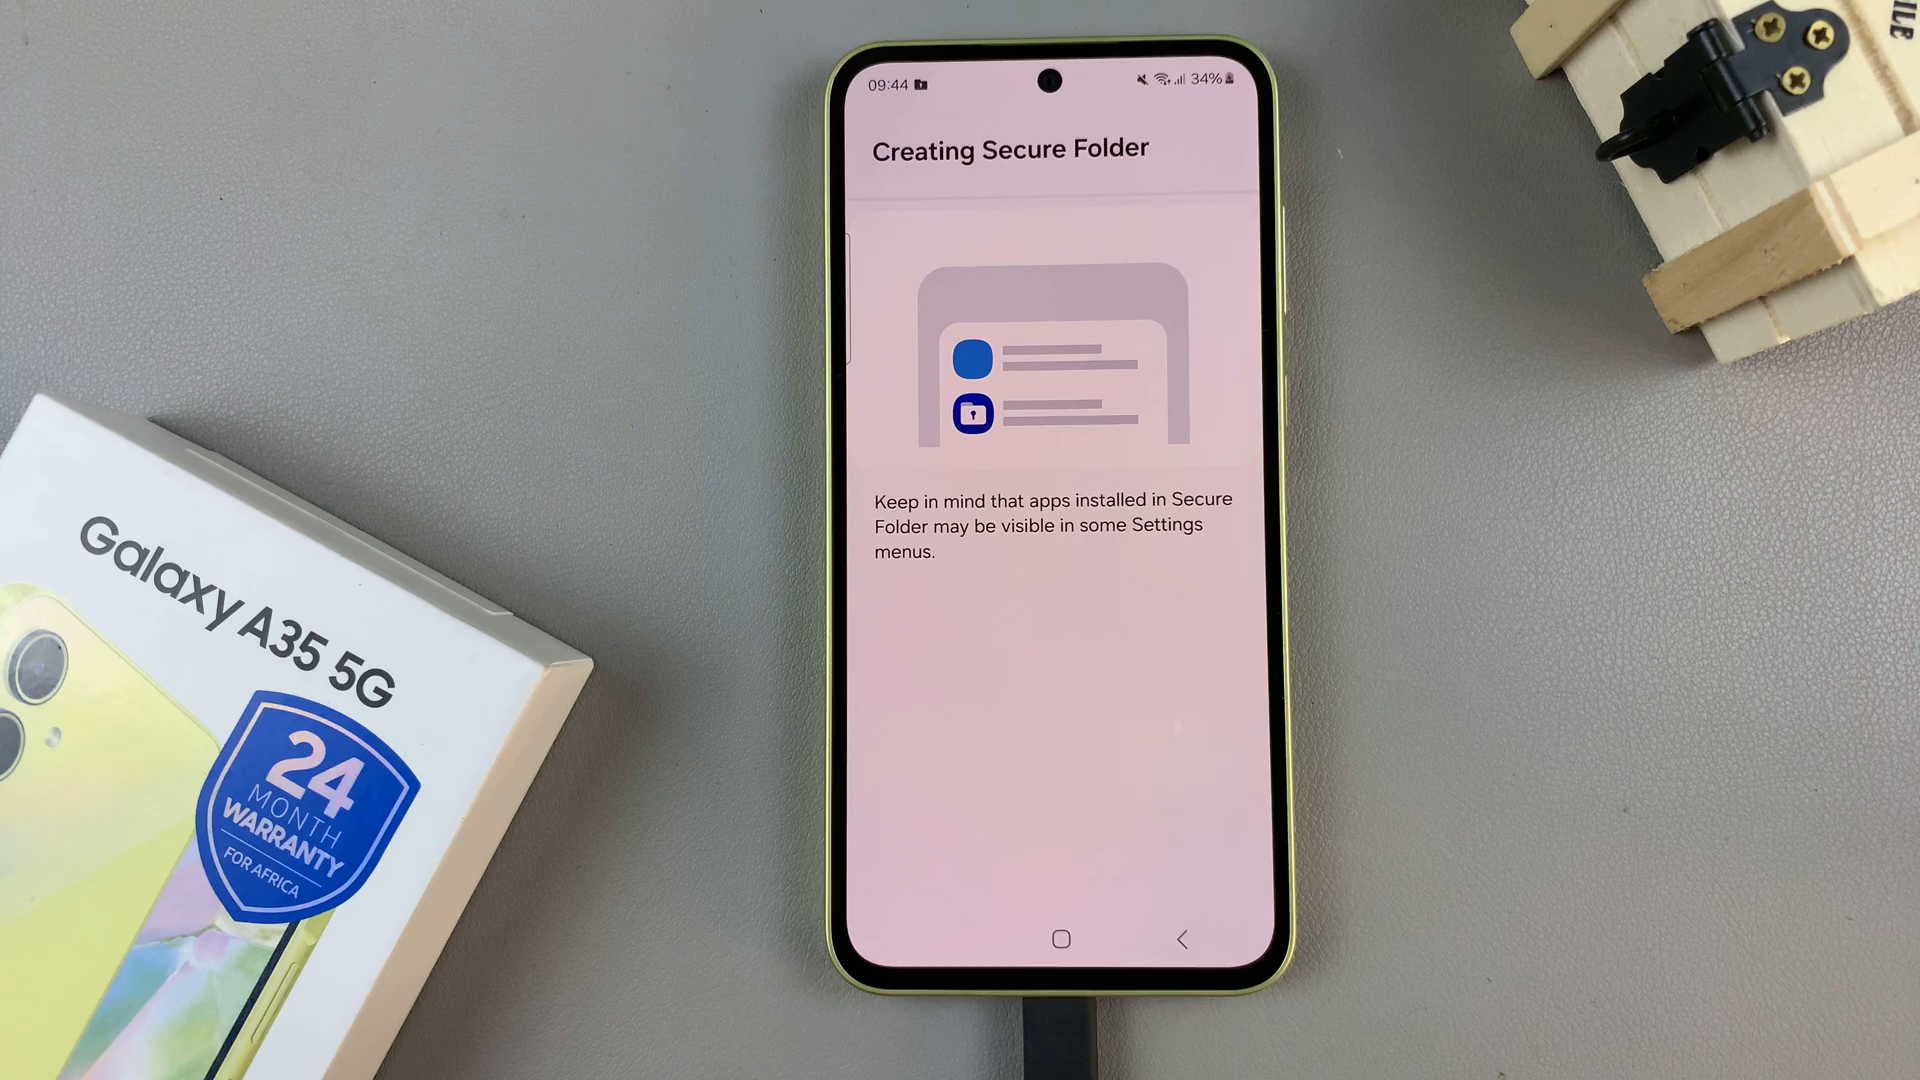 09:44
34%
Creating Secure Folder
Keep in mind that apps installed in Secure
Folder may be visible in some Settings
menus.
Galaxy A35 5G
24
MONTH
WARRANTY
FOR AFRICA